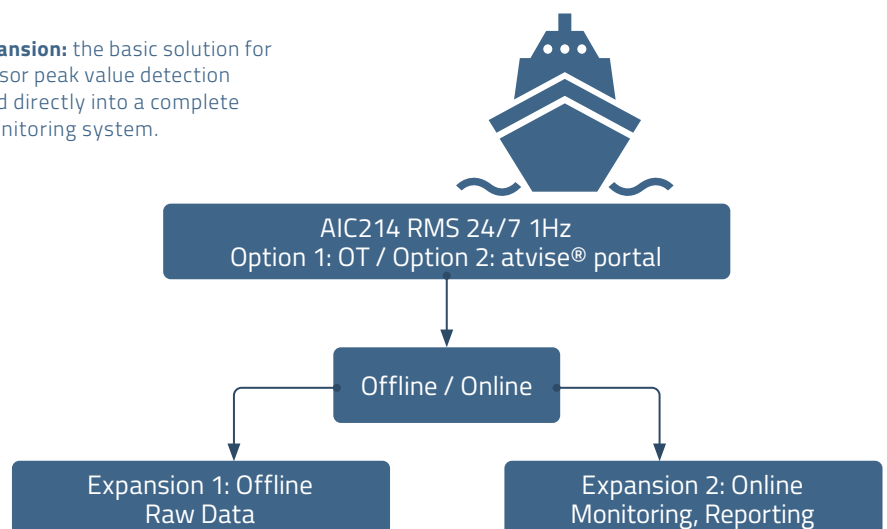 ansion: the basic solution for
sor peak value detection
d directly into a complete
nitoring system.
AIC214 RMS 24/7 1Hz
Option 1: OT / Option 2: atvise® portal
Offline / Online
Expansion 1: Offline
Raw Data
Expansion 2: Online
Monitoring, Reporting